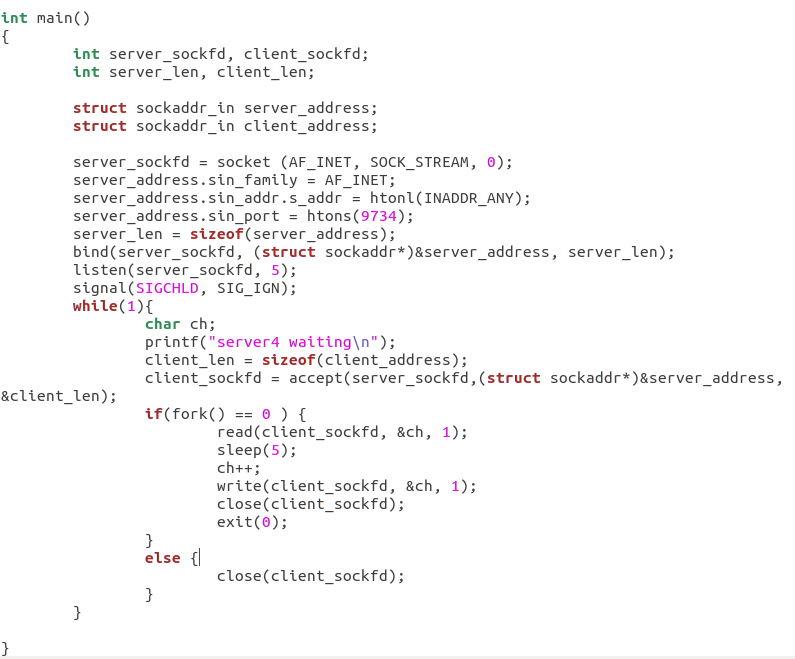 int main()
{
        int server_sockfd, client_sockfd;
        int server_len, client_len;

        struct sockaddr_in server_address;
        struct sockaddr_in client_address;

        server_sockfd = socket (AF_INET, SOCK_STREAM, 0);
        server_address.sin_family = AF_INET;
        server_address.sin_addr.s_addr = htonl(INADDR_ANY);
        server_address.sin_port = htons(9734);
        server_len = sizeof(server_address);
        bind(server_sockfd, (struct sockaddr*)&server_address, server_len);
        listen(server_sockfd, 5);
        signal(SIGCHLD, SIG_IGN);
        while(1){
                char ch;
                printf("server4 waiting\n");
                client_len = sizeof(client_address);
                client_sockfd = accept(server_sockfd,(struct sockaddr*)&server_address,
&client_len);
                if(fork() == 0 ) {
                        read(client_sockfd, &ch, 1);
                        sleep(5);
                        ch++;
                        write(client_sockfd, &ch, 1);
                        close(client_sockfd);
                        exit(0);
                }
                else {
                        close(client_sockfd);
                }
        }

}